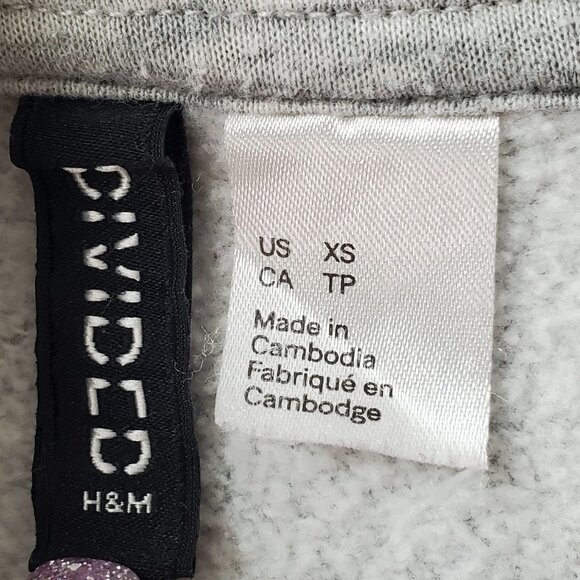 DIVIDED
H&M
US XS
CA TP
Made in
Cambodia
Fabriqué en
Cambodge